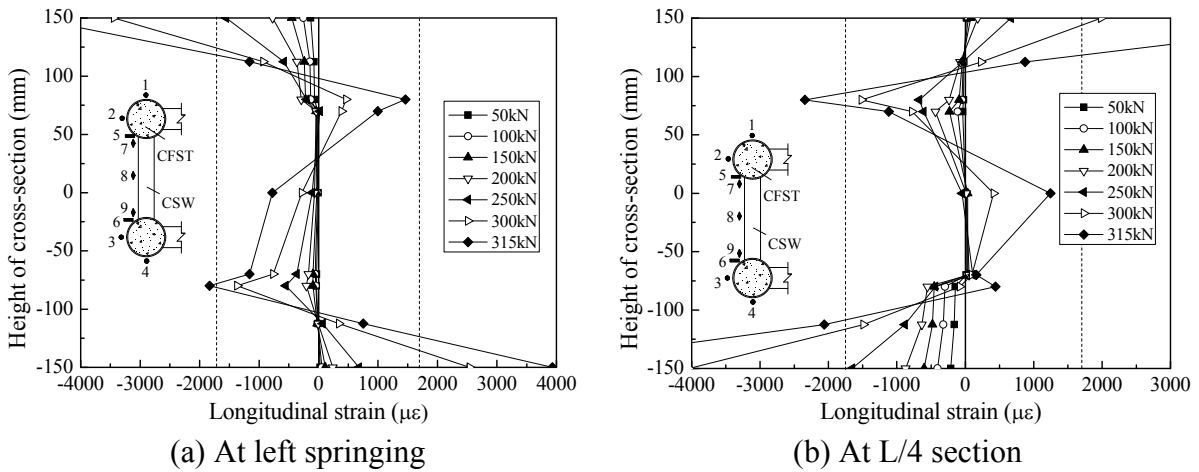 Height of cross-section (mm)
150
100
50
0
-50
-100
-150
-4000 -3000 -2000 -1000 0 1000 2000 3000 4000
Longitudinal strain (με)
1
2
5
7
CFST
8
CSW
9
6
3
4
50kN
100kN
150kN
200kN
250kN
300kN
315kN
(a) At left springing
Height of cross-section (mm)
150
100
50
0
-50
-100
-150
-4000 -3000 -2000 -1000 0 1000 2000 3000
Longitudinal strain (με)
1
2
5
7
CFST
8
CSW
9
6
3
4
50kN
100kN
150kN
200kN
250kN
300kN
315kN
(b) At L/4 section